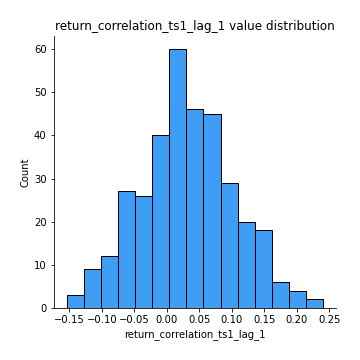 return_correlation_ts1_lag_1 value distribution
Count
60
50
40
30
20
10
0
−0.15 −0.10 −0.05 0.00 0.05 0.10 0.15 0.20 0.25
return_correlation_ts1_lag_1